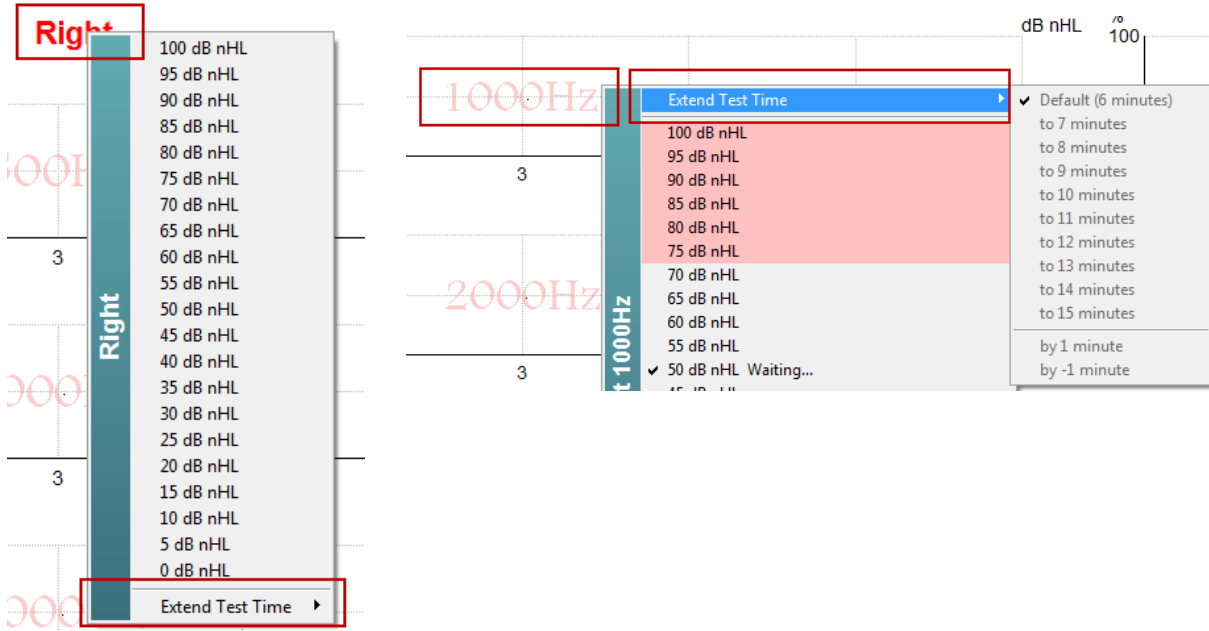 Right
100 dB nHL
95 dB nHL
90 dB nHL
85 dB nHL
80 dB nHL
75 dB nHL
70 dB nHL
65 dB nHL
60 dB nHL
55 dB nHL
50 dB nHL
45 dB nHL
40 dB nHL
35 dB nHL
30 dB nHL
25 dB nHL
20 dB nHL
15 dB nHL
10 dB nHL
5 dB nHL
0 dB nHL
Extend Test Time
Right
3
3
dB nHL
100
1000Hz
2000Hz
3
3
Extend Test Time
100 dB nHL
95 dB nHL
90 dB nHL
85 dB nHL
80 dB nHL
75 dB nHL
70 dB nHL
65 dB nHL
60 dB nHL
55 dB nHL
50 dB nHL Waiting...
1000Hz
Default (6 minutes)
to 7 minutes
to 8 minutes
to 9 minutes
to 10 minutes
to 11 minutes
to 12 minutes
to 13 minutes
to 14 minutes
to 15 minutes
by 1 minute
by -1 minute